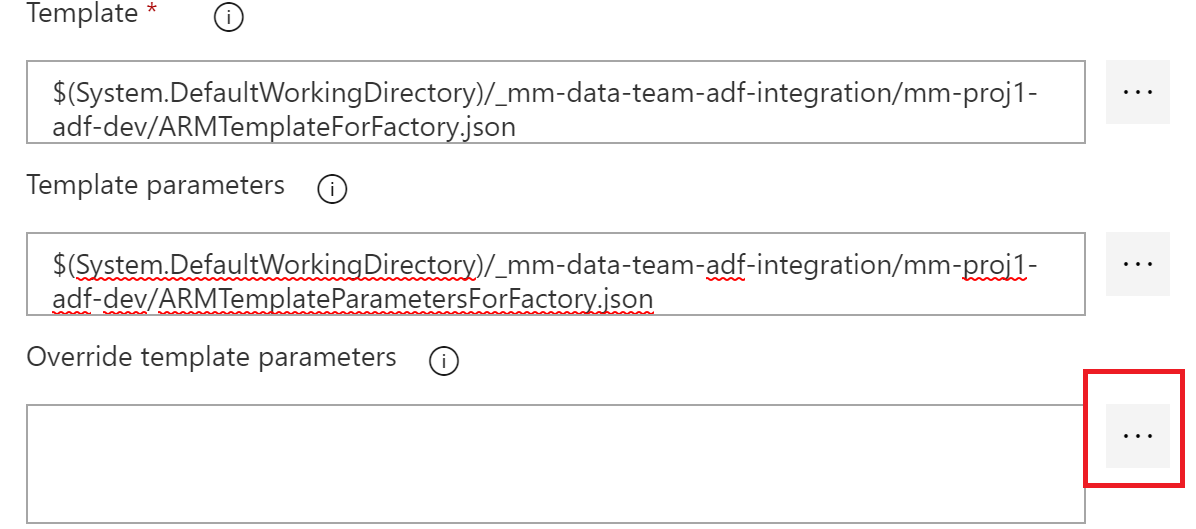 Template * i
$(System.DefaultWorkingDirectory)/_mm-data-team-adf-integration/mm-proj1-
adf-dev/ARMTemplateForFactory.json
...
Template parameters i
$(System.DefaultWorkingDirectory)/_mm-data-team-adf-integration/mm-proj1-
adf-dev/ARMTemplateParametersForFactory.json
...
Override template parameters i
...